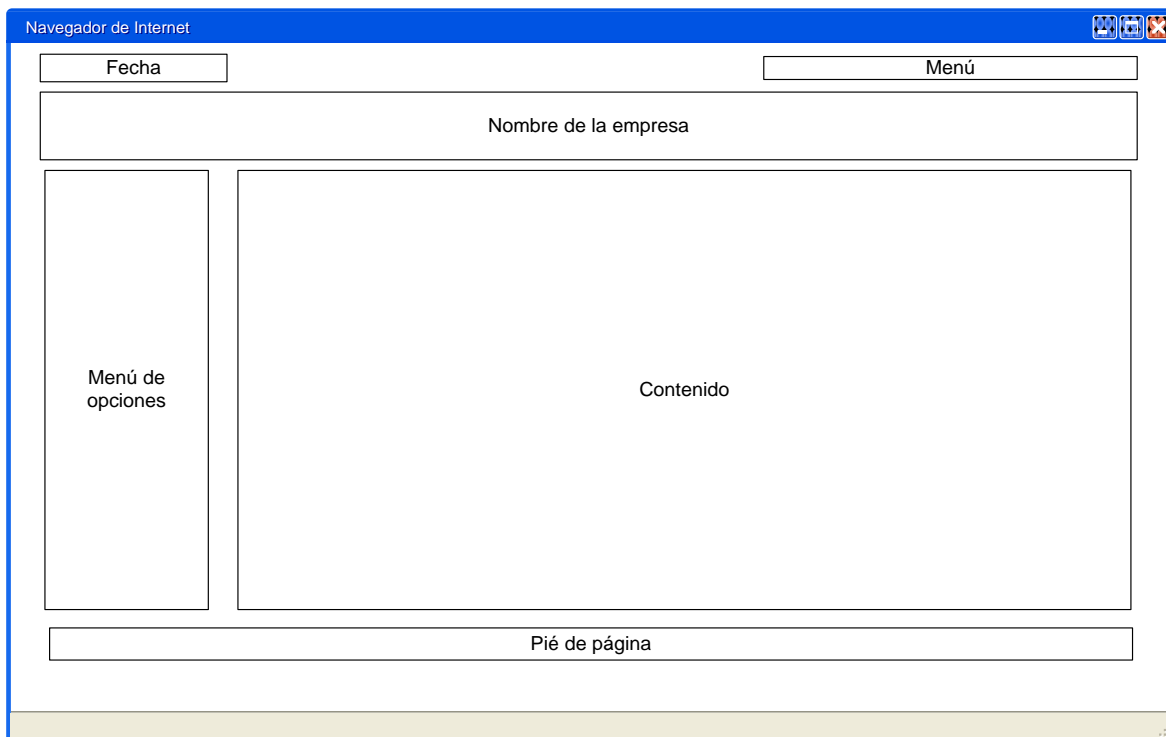 Navegador de Internet
Fecha
Menú
Nombre de la empresa
Menú de
opciones
Contenido
Pié de página